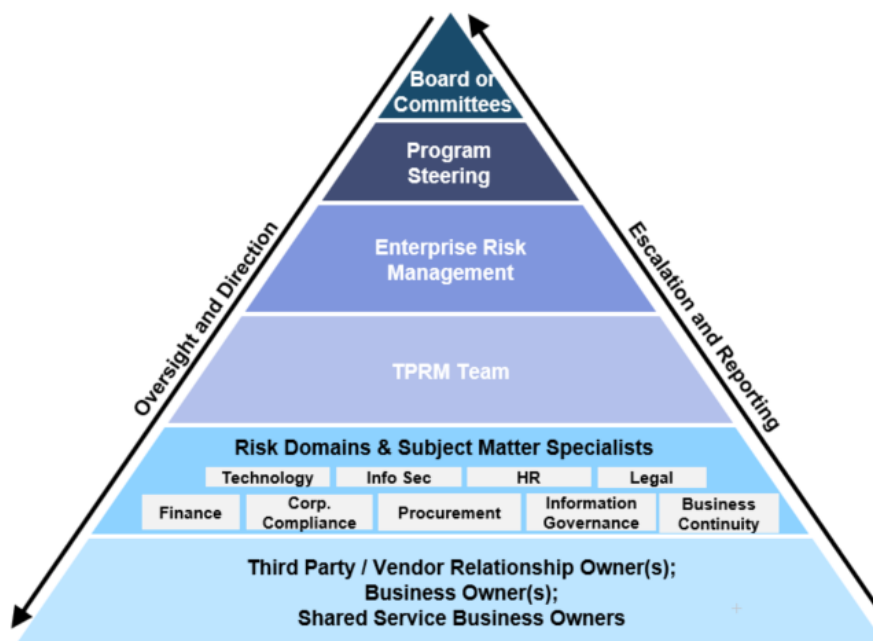 Board or
Committees
Program
Steering
Enterprise Risk
Management
Oversight and Direction
Escalation and Reporting
TPRM Team
Risk Domains & Subject Matter Specialists
Technology
Info Sec
HR
Legal
Finance
Corp.
Compliance
Procurement
Information
Governance
Business
Continuity
Third Party / Vendor Relationship Owner(s);
Business Owner(s);
Shared Service Business Owners